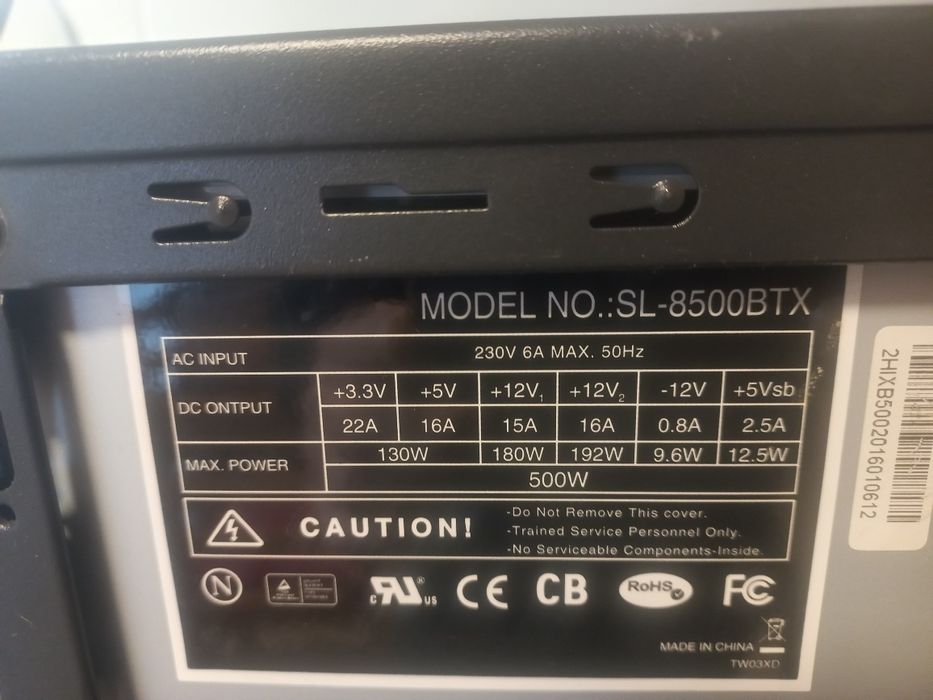 MODEL NO.:SL-8500BTX
AC INPUT 230V 6A MAX. 50Hz
DC ONTPUT +3.3V +5V +12V1 +12V2 -12V +5Vsb
22A 16A 15A 16A 0.8A 2.5A
MAX. POWER 130W 180W 192W 9.6W 12.5W
500W
CAUTION!
-Do Not Remove This cover.
-Trained Service Personnel Only.
-No Serviceable Components-Inside.
N
c RU US CE CB RoHS FC
MADE IN CHINA
TW03XD
2HIXB5002016010612